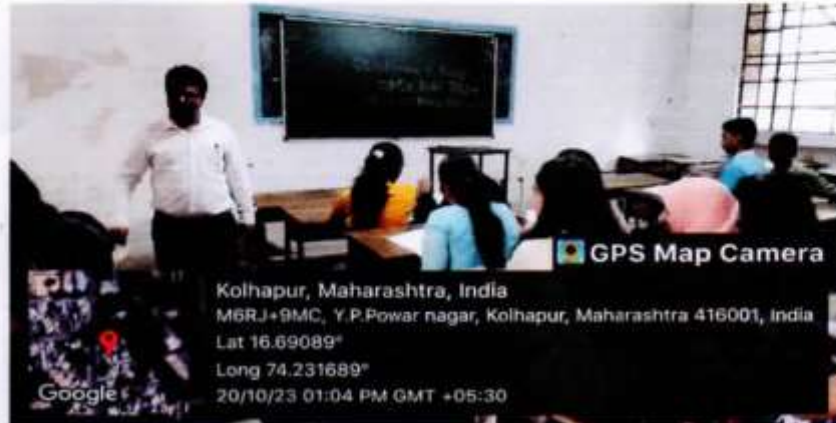 GPS Map Camera
Kolhapur, Maharashtra, India
M6RJ+9MC, Y.P.Powar nagar, Kolhapur, Maharashtra 416001, India
Lat 16.69089°
Long 74.231689°
20/10/23 01:04 PM GMT +05:30
Google